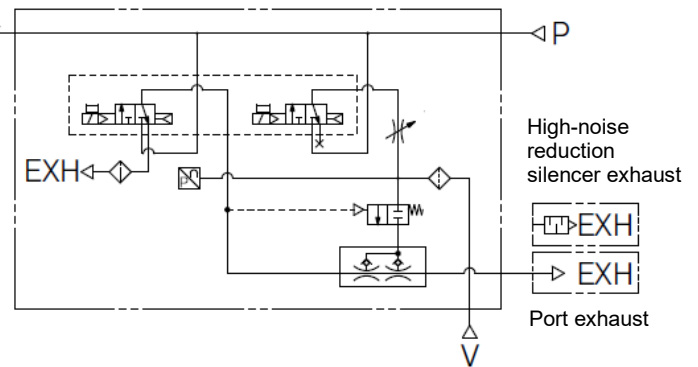 P
High-noise
reduction
silencer exhaust
EXH
EXH
EXH
Port exhaust
V